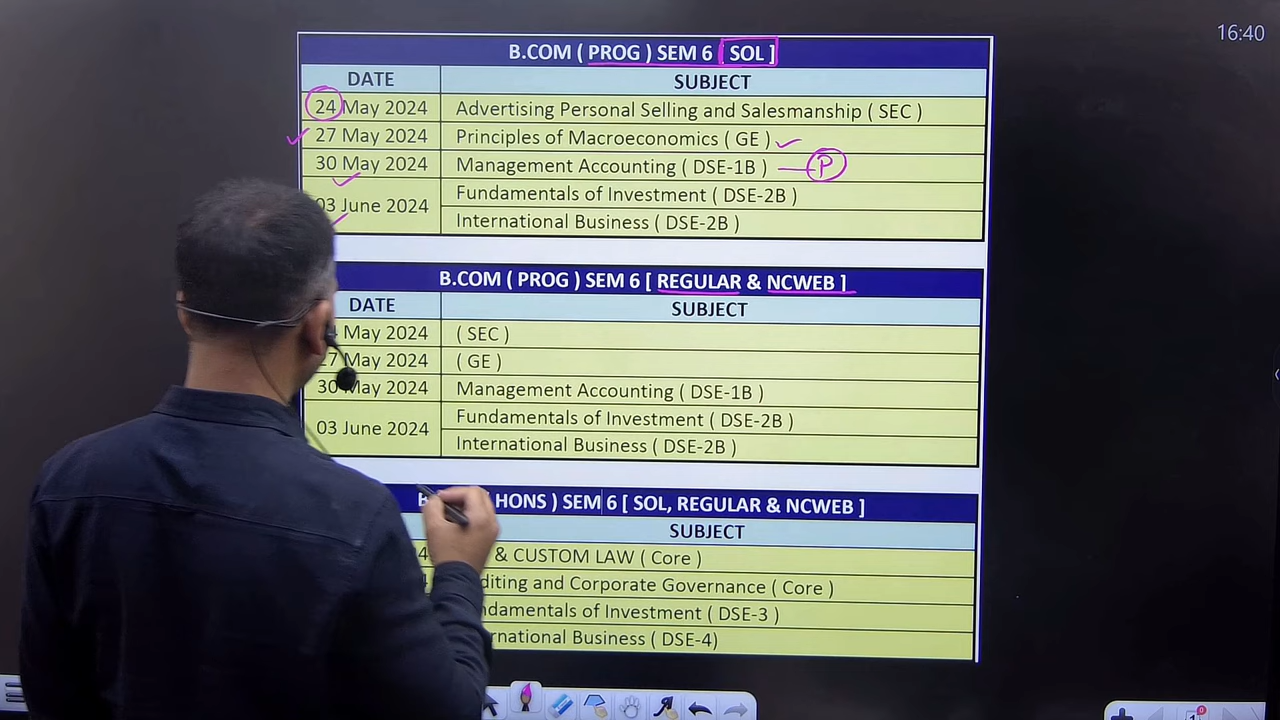 16:40
B.COM ( PROG ) SEM 6 [ SOL ]
DATE SUBJECT
24 May 2024 Advertising Personal Selling and Salesmanship ( SEC )
27 May 2024 Principles of Macroeconomics ( GE )
30 May 2024 Management Accounting ( DSE-1B ) P
03 June 2024 Fundamentals of Investment ( DSE-2B )
International Business ( DSE-2B )
B.COM ( PROG ) SEM 6 [ REGULAR & NCWEB ]
DATE SUBJECT
May 2024 ( SEC )
27 May 2024 ( GE )
30 May 2024 Management Accounting ( DSE-1B )
03 June 2024 Fundamentals of Investment ( DSE-2B )
International Business ( DSE-2B )
HONS ) SEM 6 [ SOL, REGULAR & NCWEB ]
SUBJECT
& CUSTOM LAW ( Core )
and Corporate Governance ( Core )
of Investment ( DSE-3 )
Business ( DSE-4)